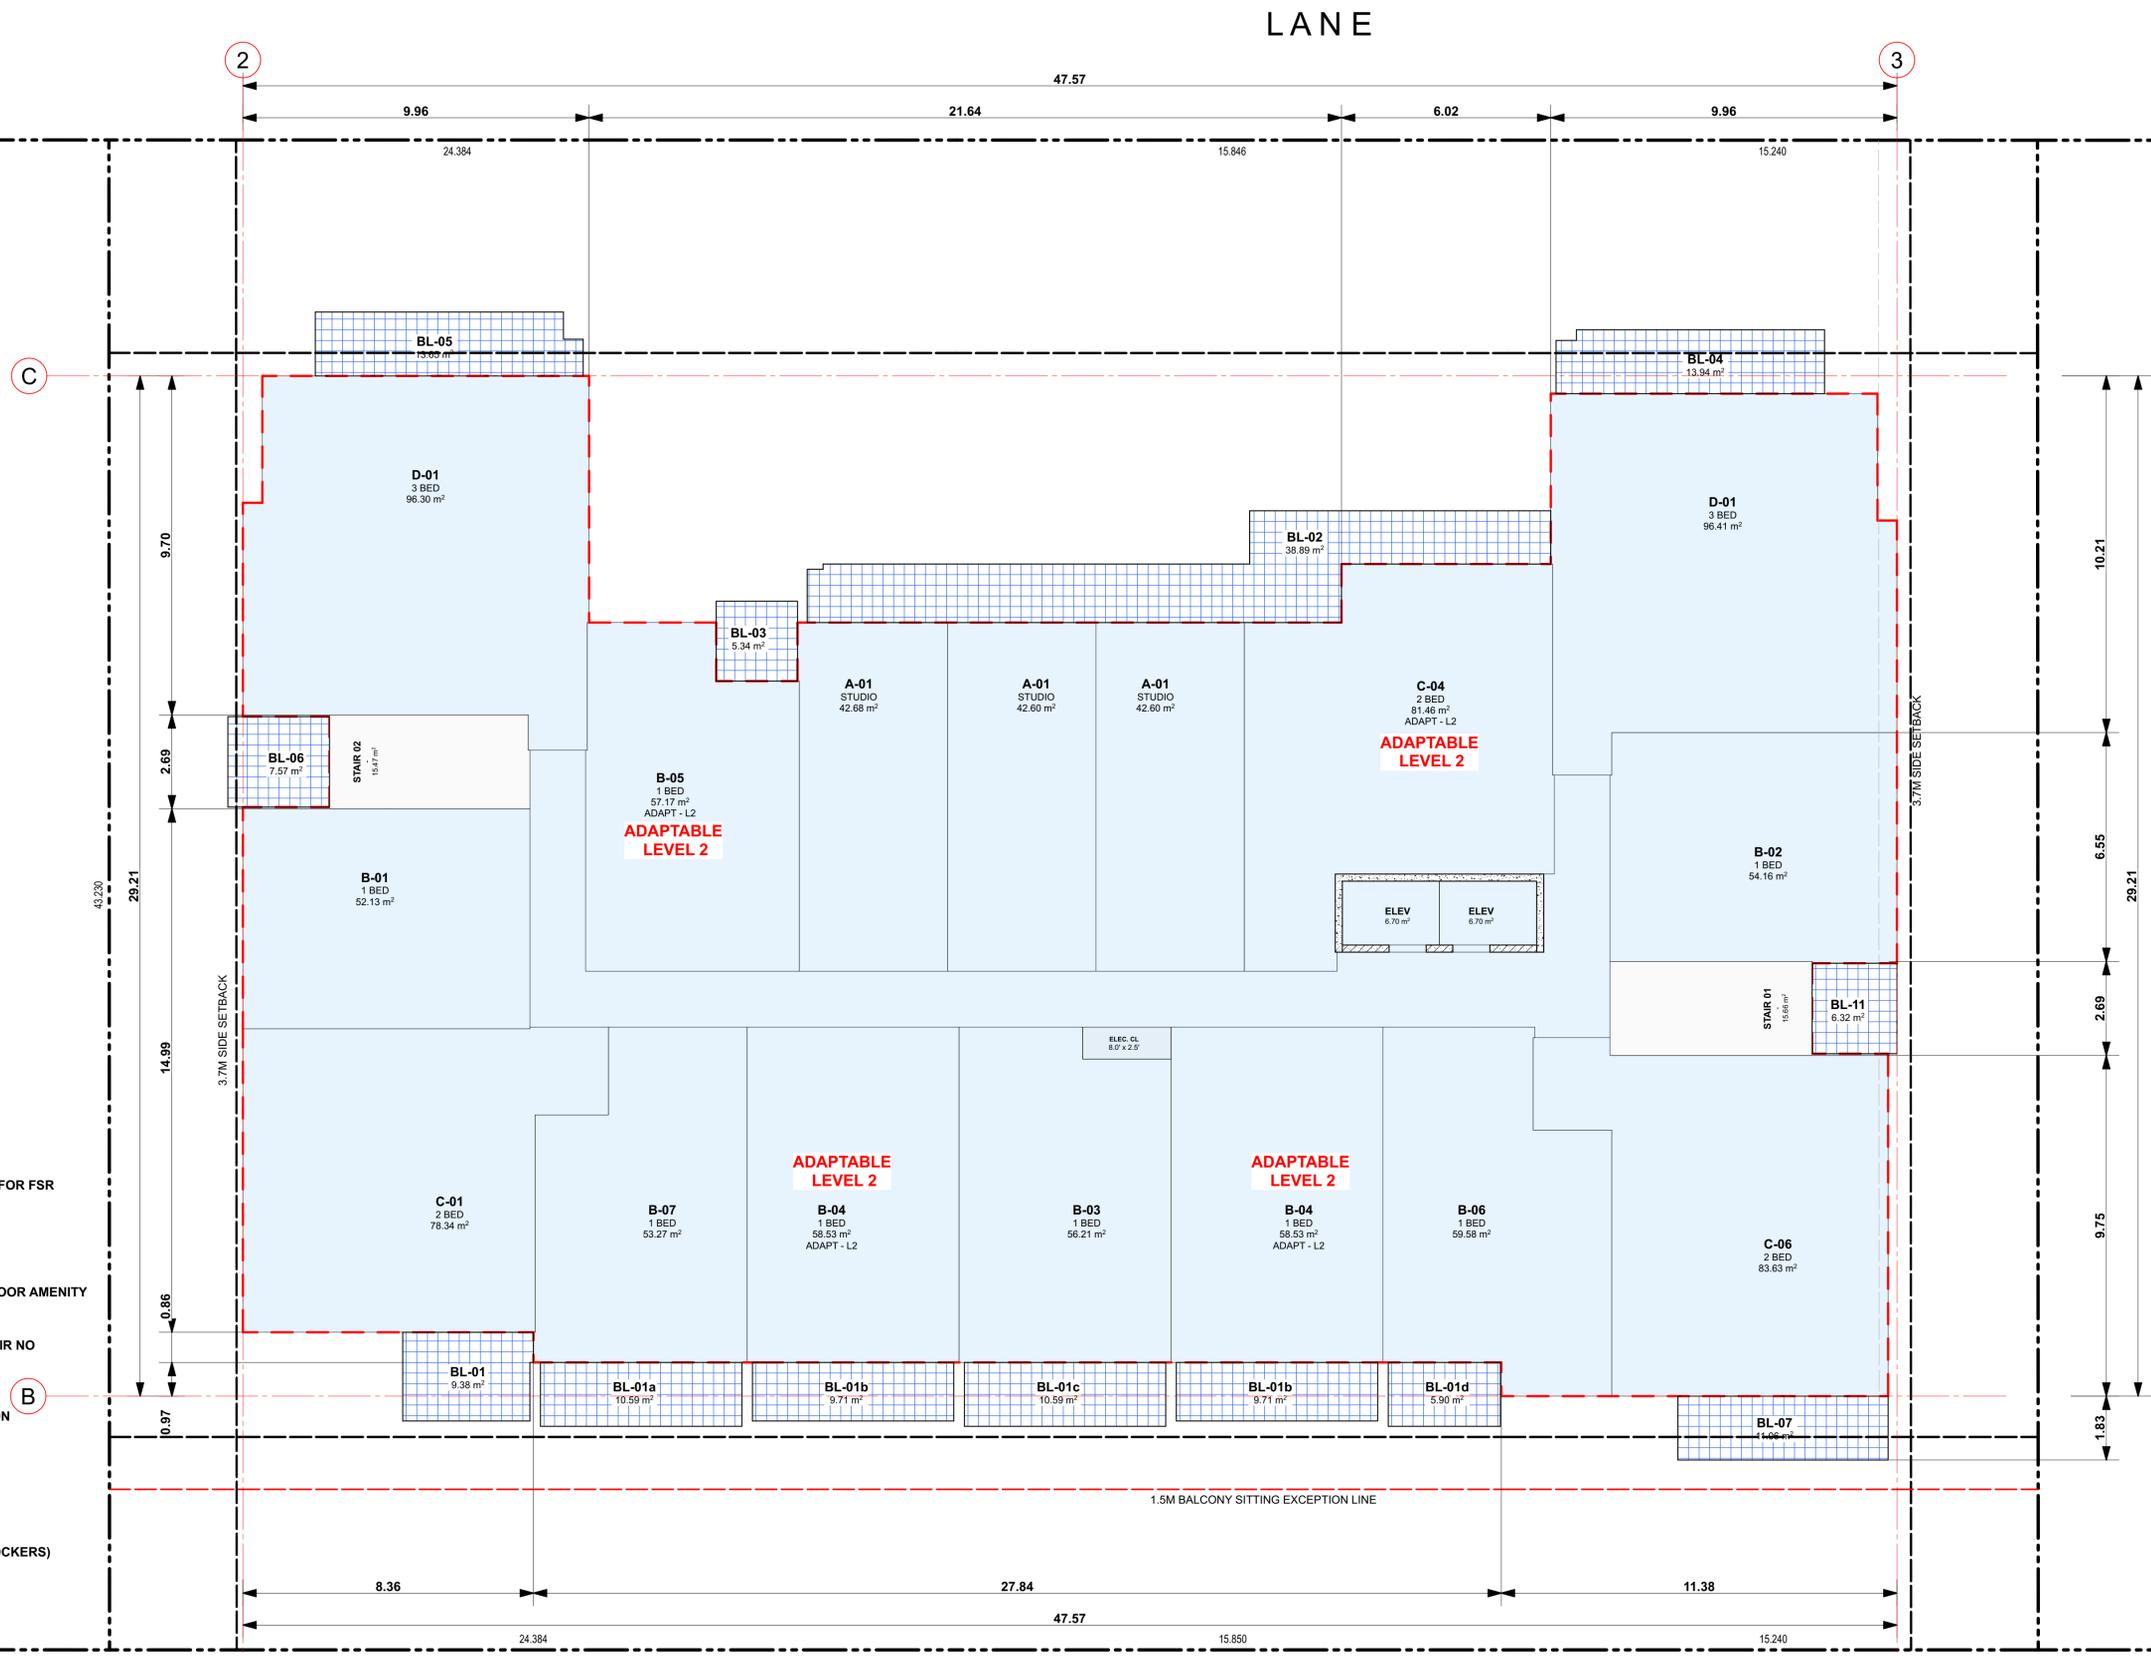 LANE
2
3
47.57
9.96
21.64
6.02
9.96
24.384
15.846
15.240
BL-05
BL-04
13.94 m²
C
D-01
3 BED
96.30 m²
D-01
3 BED
96.41 m²
9.70
10.21
BL-02
38.89 m²
BL-03
5.34 m²
A-01
STUDIO
42.68 m²
A-01
STUDIO
42.60 m²
A-01
STUDIO
42.60 m²
C-04
2 BED
81.46 m²
ADAPT - L2
ADAPTABLE
LEVEL 2
3.7M SIDE SETBACK
2.69
BL-06
7.57 m²
STAIR 02
-
15.47 m²
B-05
1 BED
57.17 m²
ADAPT - L2
ADAPTABLE
LEVEL 2
B-01
1 BED
52.13 m²
B-02
1 BED
54.16 m²
6.55
43.230
29.21
29.21
ELEV
6.70 m²
ELEV
6.70 m²
3.7M SIDE SETBACK
14.99
STAIR 01
-
15.66 m²
BL-11
6.32 m²
2.69
ELEC. CL
8.0' x 2.5'
FOR FSR
ADAPTABLE
LEVEL 2
ADAPTABLE
LEVEL 2
C-01
2 BED
78.34 m²
B-07
1 BED
53.27 m²
B-04
1 BED
58.53 m²
ADAPT - L2
B-03
1 BED
56.21 m²
B-04
1 BED
58.53 m²
ADAPT - L2
B-06
1 BED
59.58 m²
C-06
2 BED
83.63 m²
9.75
OOR AMENITY
0.86
IR NO
BL-01
9.38 m²
BL-01a
10.59 m²
BL-01b
9.71 m²
BL-01c
10.59 m²
BL-01b
9.71 m²
BL-01d
5.90 m²
B
ON
0.97
BL-07
1.83
1.5M BALCONY SITTING EXCEPTION LINE
OCKERS)
8.36
27.84
11.38
47.57
24.384
15.850
15.240